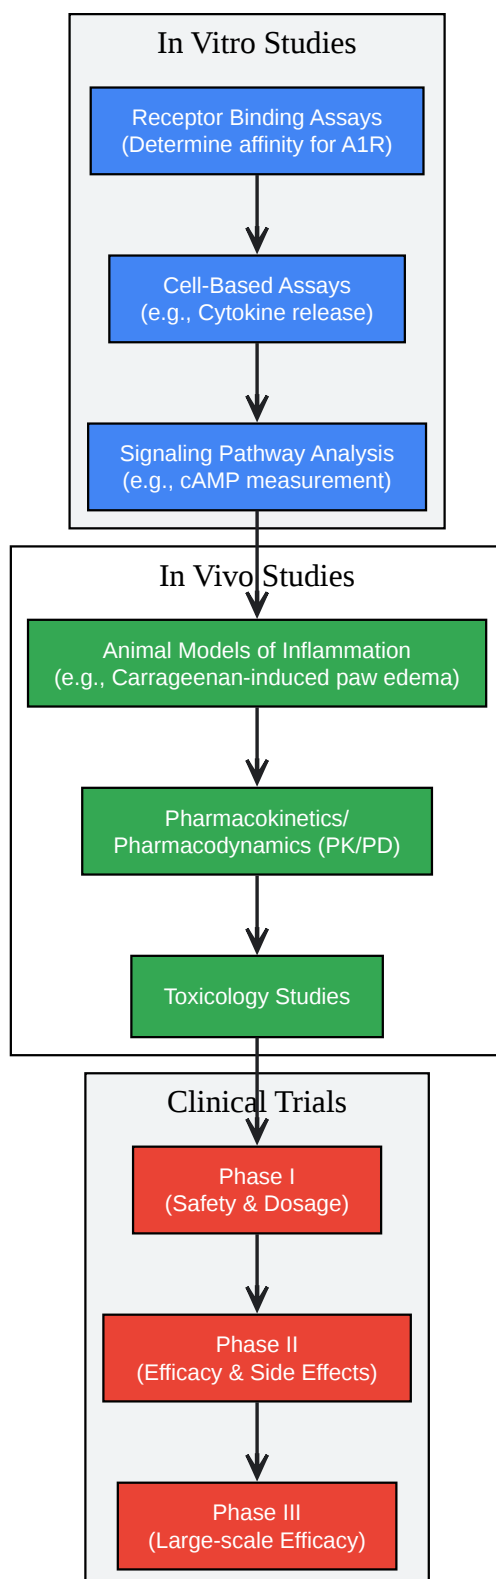 In Vitro Studies
Receptor Binding Assays
(Determine affinity for A1R)
Cell-Based Assays
(e.g., Cytokine release)
Signaling Pathway Analysis
(e.g., cAMP measurement)
In Vivo Studies
Animal Models of Inflammation
(e.g., Carrageenan-induced paw edema)
Pharmacokinetics/
Pharmacodynamics (PK/PD)
Toxicology Studies
Clinical Trials
Phase I
(Safety & Dosage)
Phase II
(Efficacy & Side Effects)
Phase III
(Large-scale Efficacy)